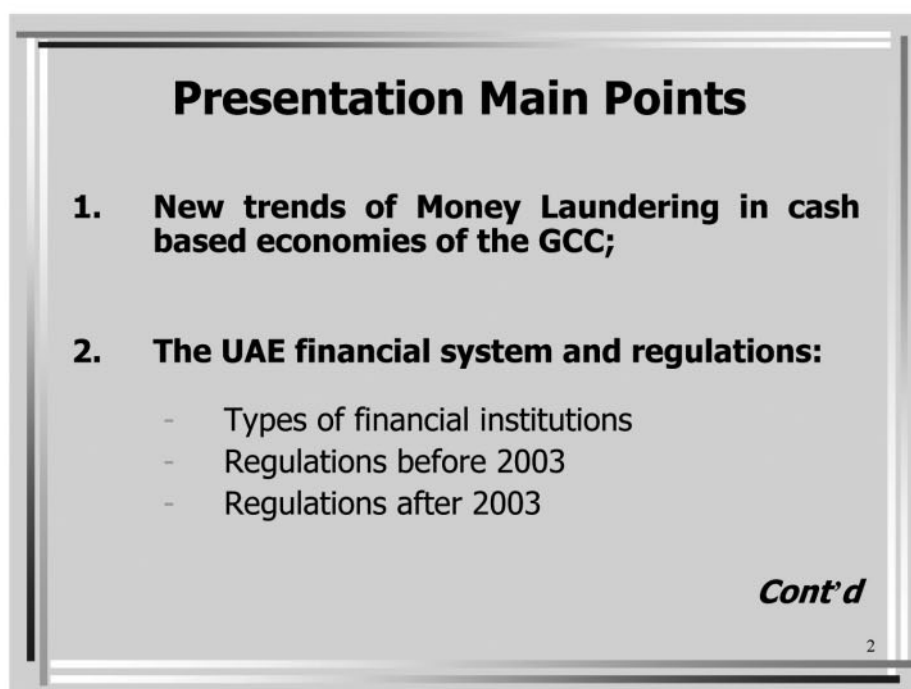 Presentation Main Points
1. New trends of Money Laundering in cash
based economies of the GCC;
2. The UAE financial system and regulations:
- Types of financial institutions
- Regulations before 2003
- Regulations after 2003
Cont’d
2